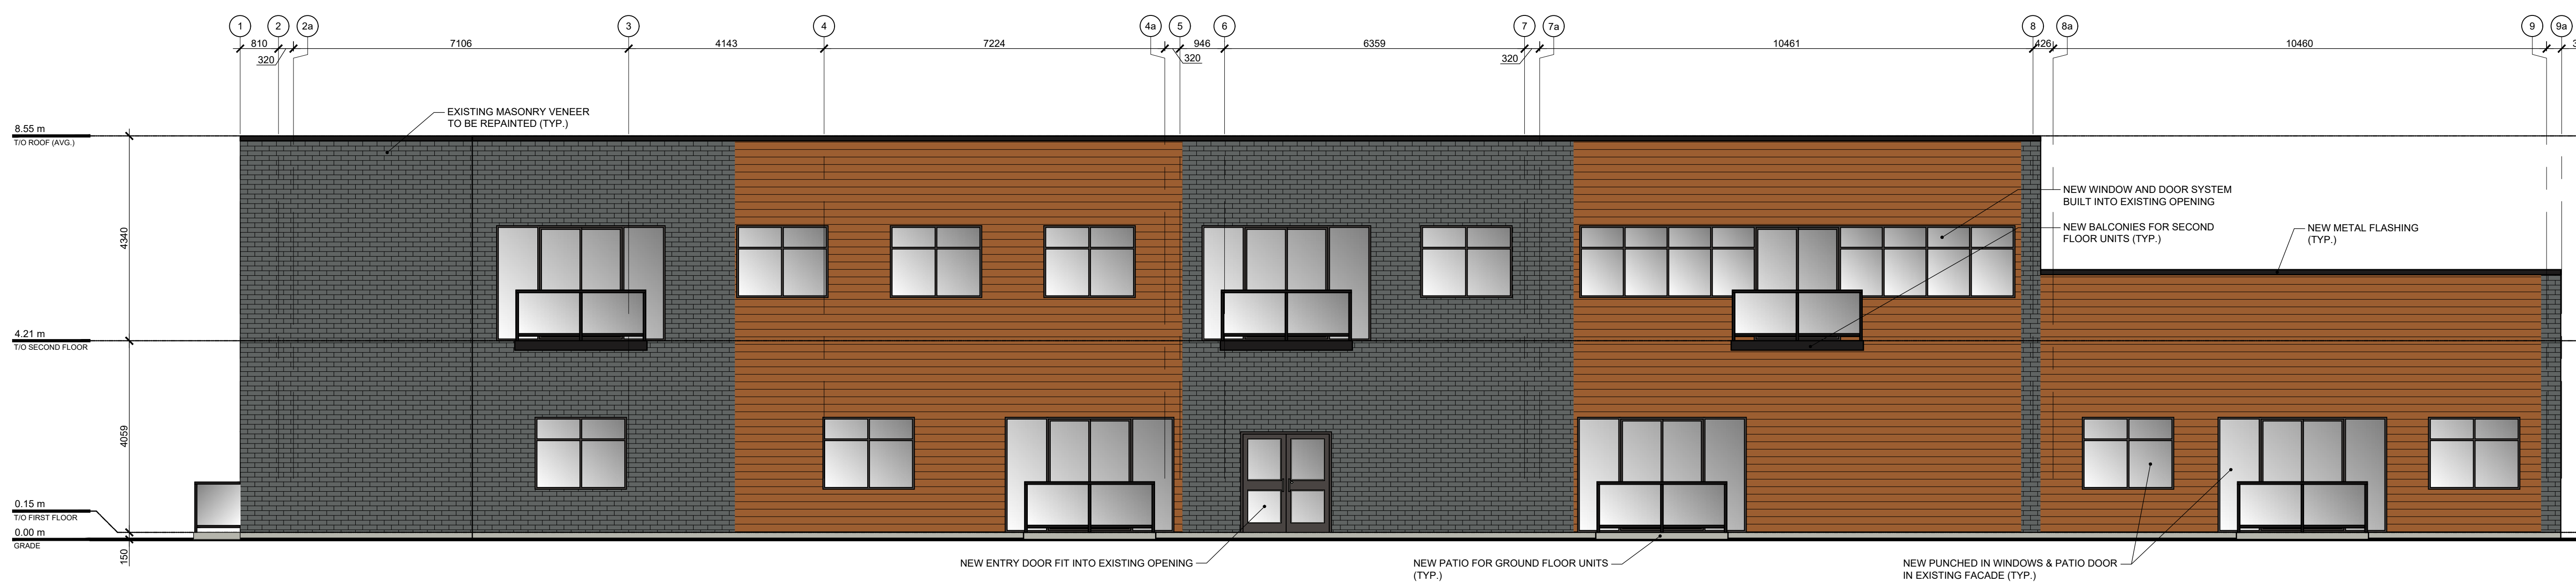 1
2
2a
3
4
4a
5
6
7
7a
8
8a
9
9a
810
7106
4143
7224
946
6359
10461
426
10460
320
320
320
EXISTING MASONRY VENEER
TO BE REPAINTED (TYP.)
8.55 m
T/O ROOF (AVG.)
NEW WINDOW AND DOOR SYSTEM
BUILT INTO EXISTING OPENING
NEW BALCONIES FOR SECOND
FLOOR UNITS (TYP.)
NEW METAL FLASHING
(TYP.)
4340
4.21 m
T/O SECOND FLOOR
4059
0.15 m
T/O FIRST FLOOR
0.00 m
GRADE
150
NEW ENTRY DOOR FIT INTO EXISTING OPENING
NEW PATIO FOR GROUND FLOOR UNITS
(TYP.)
NEW PUNCHED IN WINDOWS & PATIO DOOR
IN EXISTING FACADE (TYP.)